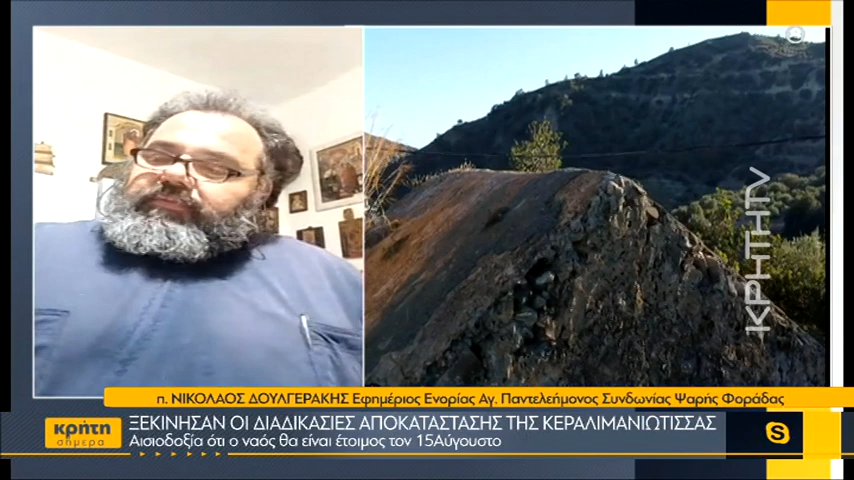 ΚΡΗΤΗ
ΚΡΗΤΗTV
π. ΝΙΚΟΛΑΟΣ ΔΟΥΛΓΕΡΑΚΗΣ Εφημέριος Ενορίας Αγ. Παντελεήμονος Συνδωνίας Ψαρής Φοράδας
κρήτη
σήμερα
ΞΕΚΙΝΗΣΑΝ ΟΙ ΔΙΑΔΙΚΑΣΙΕΣ ΑΠΟΚΑΤΑΣΤΑΣΗΣ ΤΗΣ ΚΕΡΑΛΙΜΑΝΙΩΤΙΣΣΑΣ
Αισιοδοξία ότι ο ναός θα είναι έτοιμος τον 15Αύγουστο